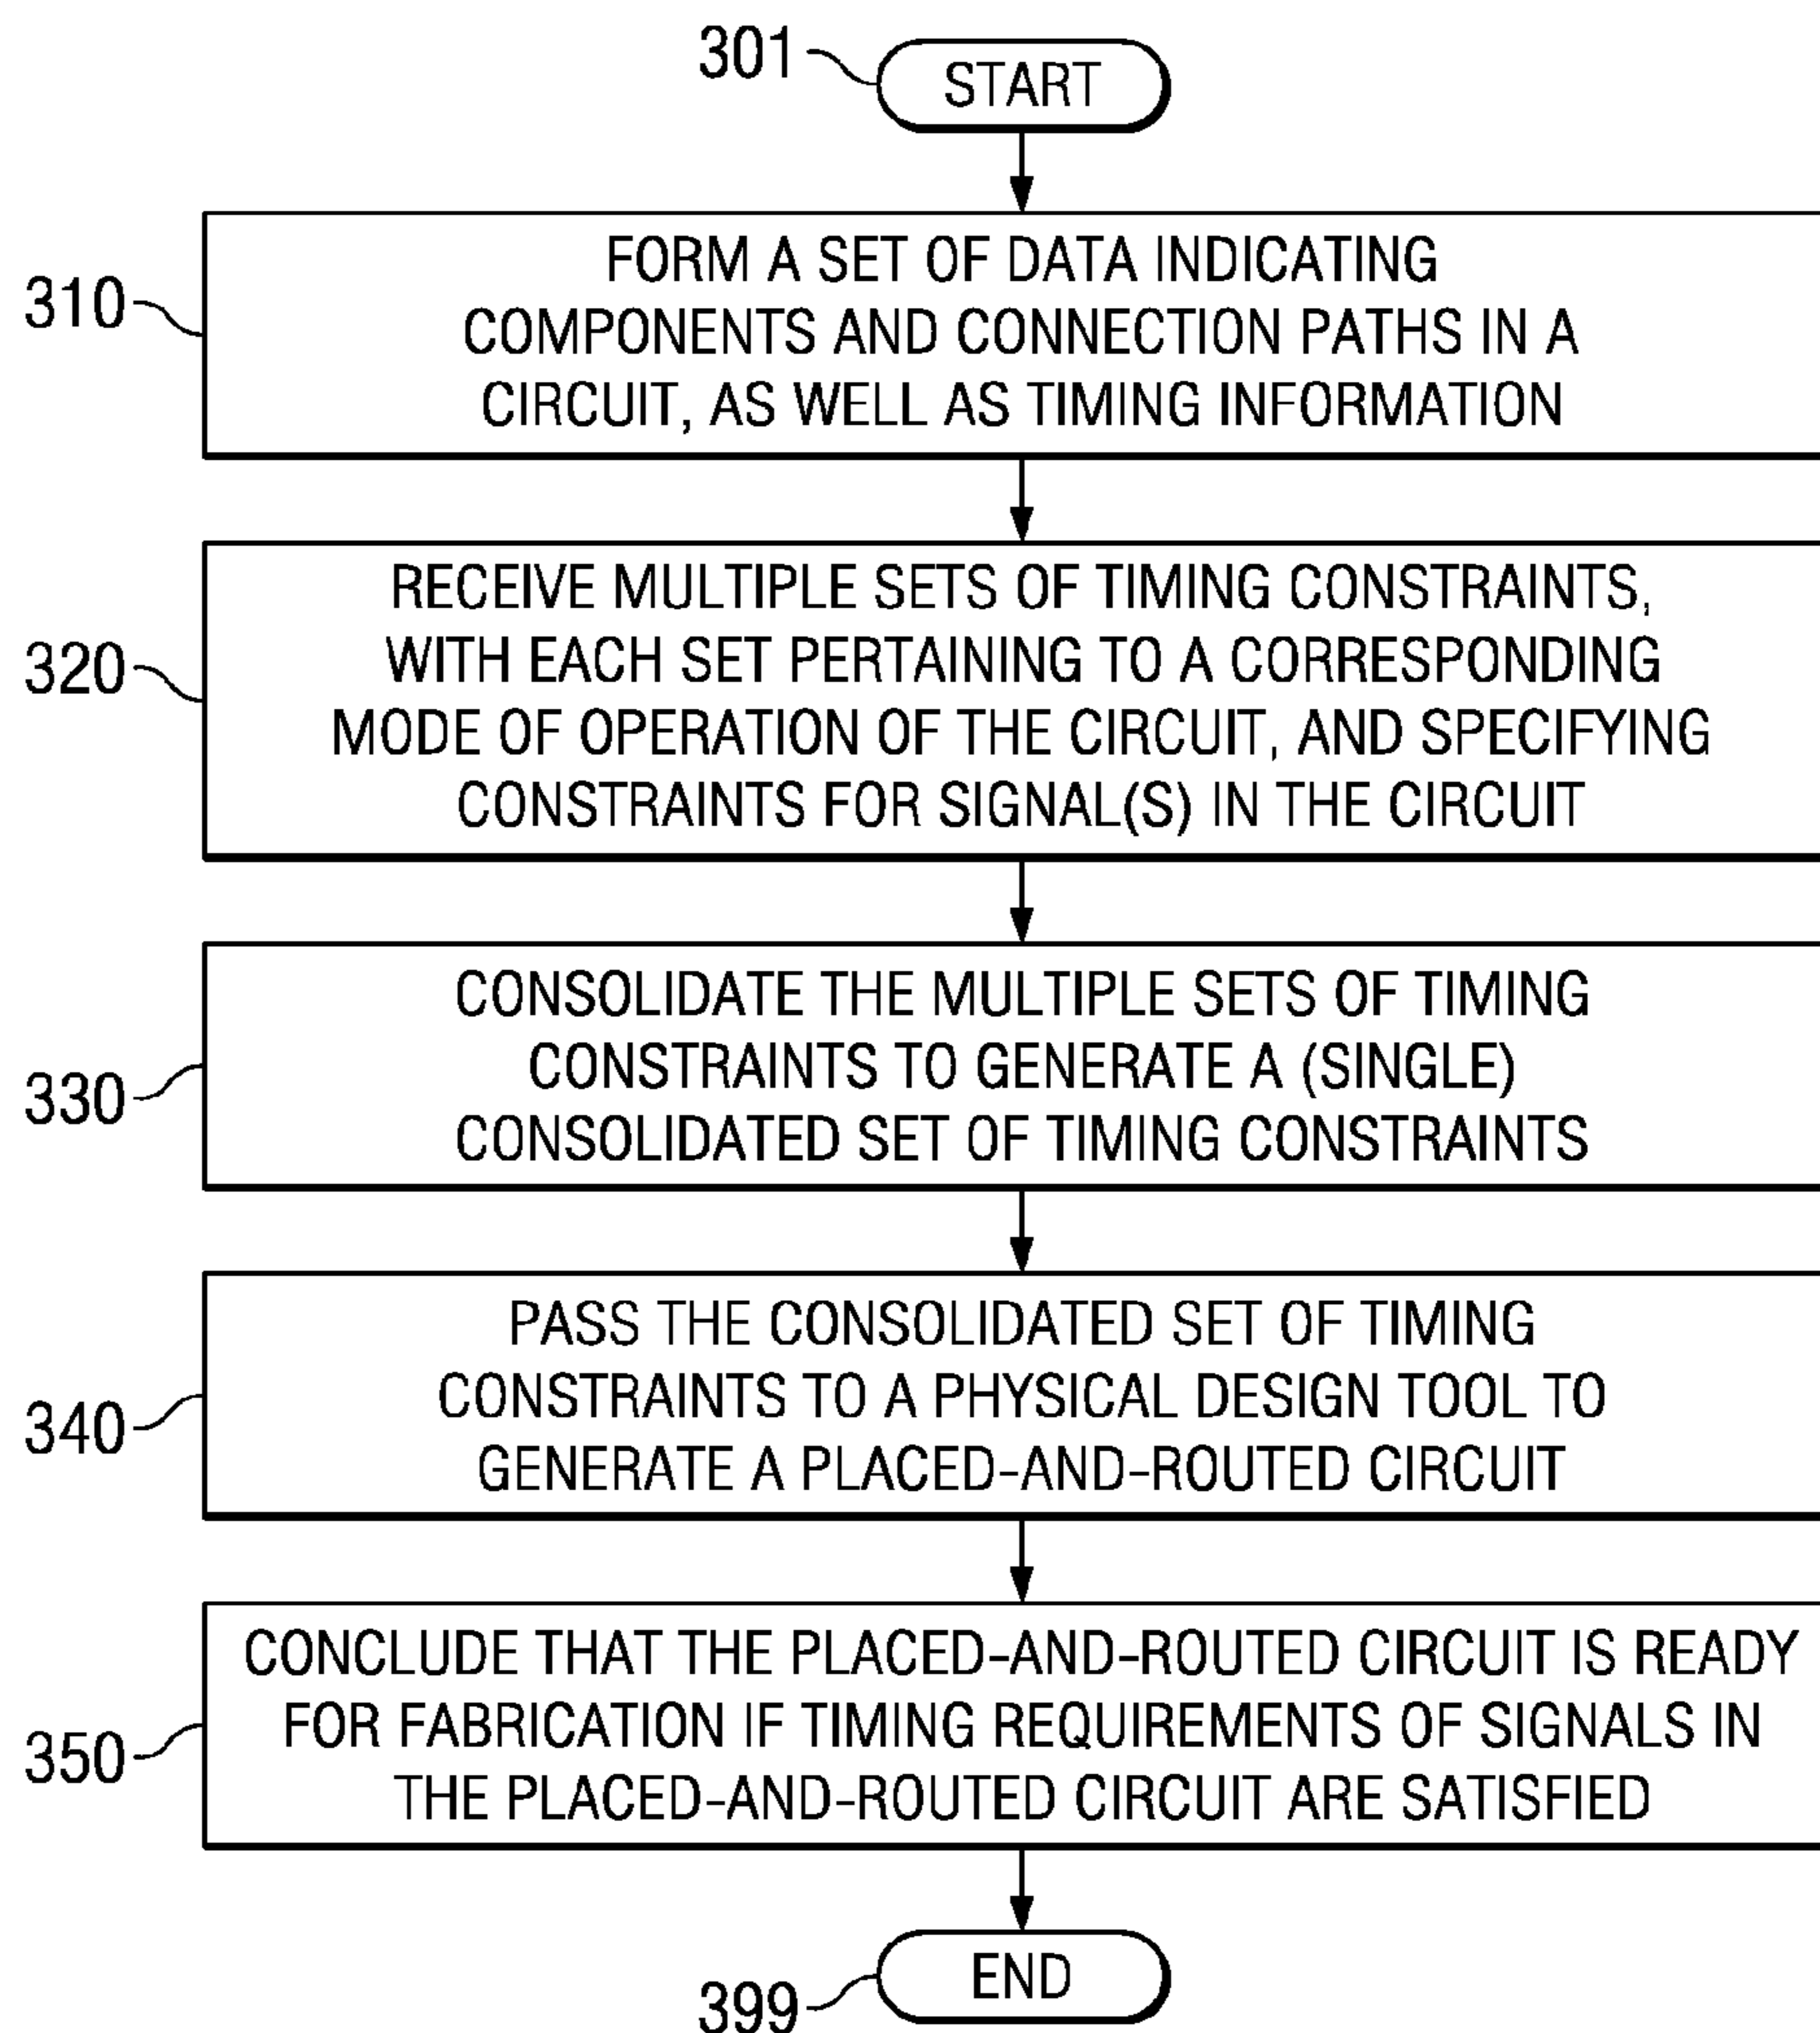 301
START
310
FORM A SET OF DATA INDICATING
COMPONENTS AND CONNECTION PATHS IN A
CIRCUIT, AS WELL AS TIMING INFORMATION
320
RECEIVE MULTIPLE SETS OF TIMING CONSTRAINTS,
WITH EACH SET PERTAINING TO A CORRESPONDING
MODE OF OPERATION OF THE CIRCUIT, AND SPECIFYING
CONSTRAINTS FOR SIGNAL(S) IN THE CIRCUIT
330
CONSOLIDATE THE MULTIPLE SETS OF TIMING
CONSTRAINTS TO GENERATE A (SINGLE)
CONSOLIDATED SET OF TIMING CONSTRAINTS
340
PASS THE CONSOLIDATED SET OF TIMING
CONSTRAINTS TO A PHYSICAL DESIGN TOOL TO
GENERATE A PLACED-AND-ROUTED CIRCUIT
350
CONCLUDE THAT THE PLACED-AND-ROUTED CIRCUIT IS READY
FOR FABRICATION IF TIMING REQUIREMENTS OF SIGNALS IN
THE PLACED-AND-ROUTED CIRCUIT ARE SATISFIED
399
END